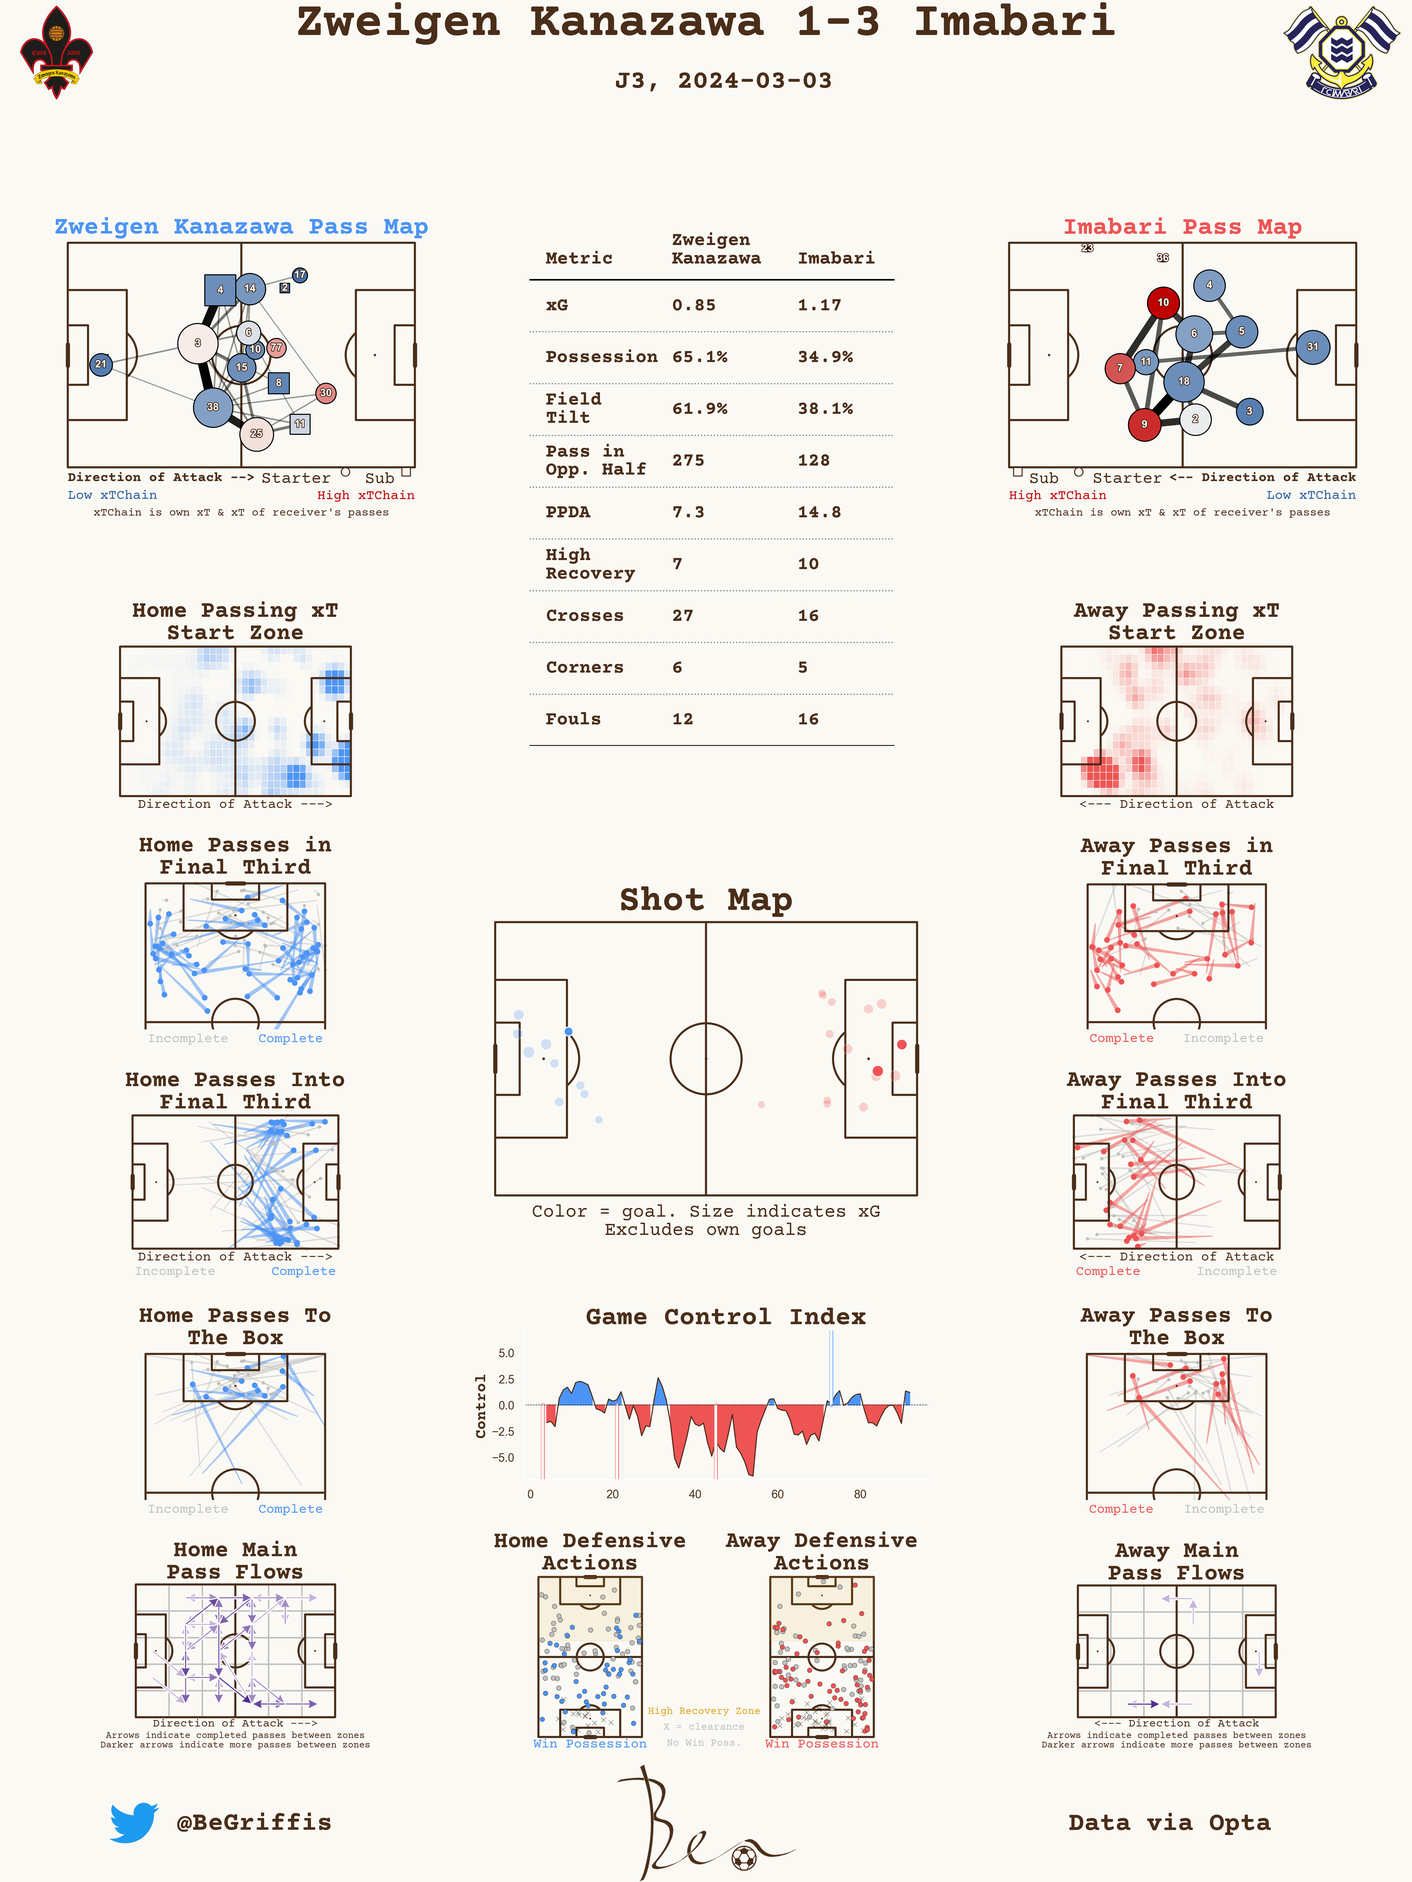 Zweigen Kanazawa 1-3 Imabari
J3, 2024-03-03
Estd 2006
Zweigen Kanazawa
FC IMABARI
Zweigen Kanazawa Pass Map
4
14
17
2
3
6
10
77
21
15
8
30
38
11
25
Direction of Attack --> Starter Sub
Low xTChain High xTChain
xTChain is own xT & xT of receiver's passes
Metric Zweigen Kanazawa Imabari
xG 0.85 1.17
Possession 65.1% 34.9%
Field Tilt 61.9% 38.1%
Pass in Opp. Half 275 128
PPDA 7.3 14.8
High Recovery 7 10
Crosses 27 16
Corners 6 5
Fouls 12 16
Imabari Pass Map
23
36
4
10
6
5
31
7
11
18
9
2
3
Sub Starter <-- Direction of Attack
High xTChain Low xTChain
xTChain is own xT & xT of receiver's passes
Home Passing xT
Start Zone
Direction of Attack --->
Away Passing xT
Start Zone
<--- Direction of Attack
Home Passes in
Final Third
Incomplete Complete
Away Passes in
Final Third
Complete Incomplete
Shot Map
Color = goal. Size indicates xG
Excludes own goals
Home Passes Into
Final Third
Direction of Attack --->
Incomplete Complete
Away Passes Into
Final Third
<--- Direction of Attack
Complete Incomplete
Home Passes To
The Box
Incomplete Complete
Game Control Index
Control
5.0
2.5
0.0
−2.5
−5.0
0 20 40 60 80
Away Passes To
The Box
Complete Incomplete
Home Main
Pass Flows
Direction of Attack --->
Arrows indicate completed passes between zones
Darker arrows indicate more passes between zones
Home Defensive
Actions
Win Possession
High Recovery Zone
X = clearance
No Win Poss.
Away Defensive
Actions
Win Possession
Away Main
Pass Flows
<--- Direction of Attack
Arrows indicate completed passes between zones
Darker arrows indicate more passes between zones
@BeGriffis
Ben
Data via Opta